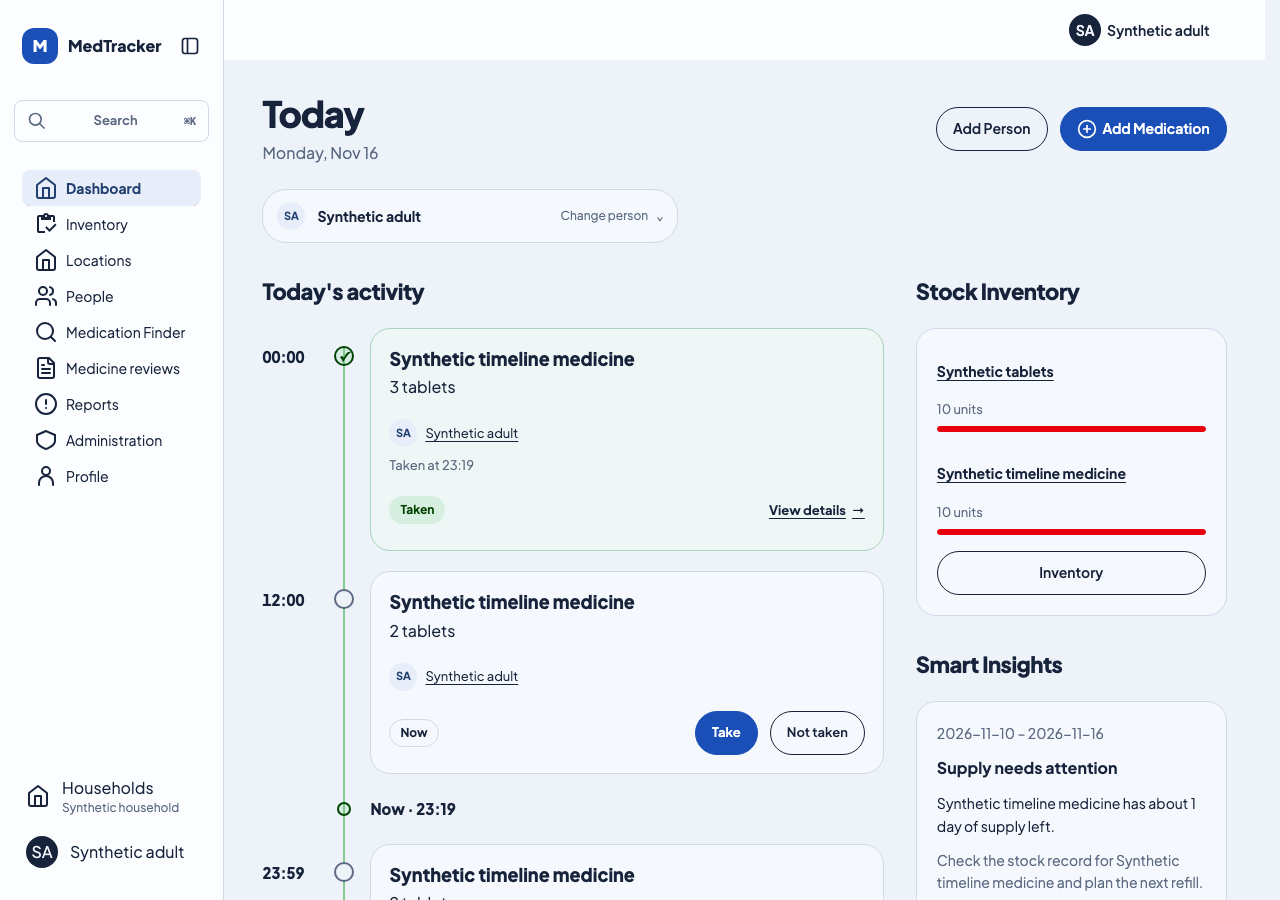 M MedTracker
Search ⌘K
Dashboard
Inventory
Locations
People
Medication Finder
Medicine reviews
Reports
Administration
Profile
Households
Synthetic household
SA Synthetic adult
SA Synthetic adult
Today
Monday, Nov 16
Add Person
Add Medication
SA Synthetic adult Change person
Today's activity
00:00
Synthetic timeline medicine
3 tablets
SA Synthetic adult
Taken at 23:19
Taken
View details →
12:00
Synthetic timeline medicine
2 tablets
SA Synthetic adult
Now
Take
Not taken
Now · 23:19
23:59
Synthetic timeline medicine
Stock Inventory
Synthetic tablets
10 units
Synthetic timeline medicine
10 units
Inventory
Smart Insights
2026-11-10 – 2026-11-16
Supply needs attention
Synthetic timeline medicine has about 1
day of supply left.
Check the stock record for Synthetic
timeline medicine and plan the next refill.